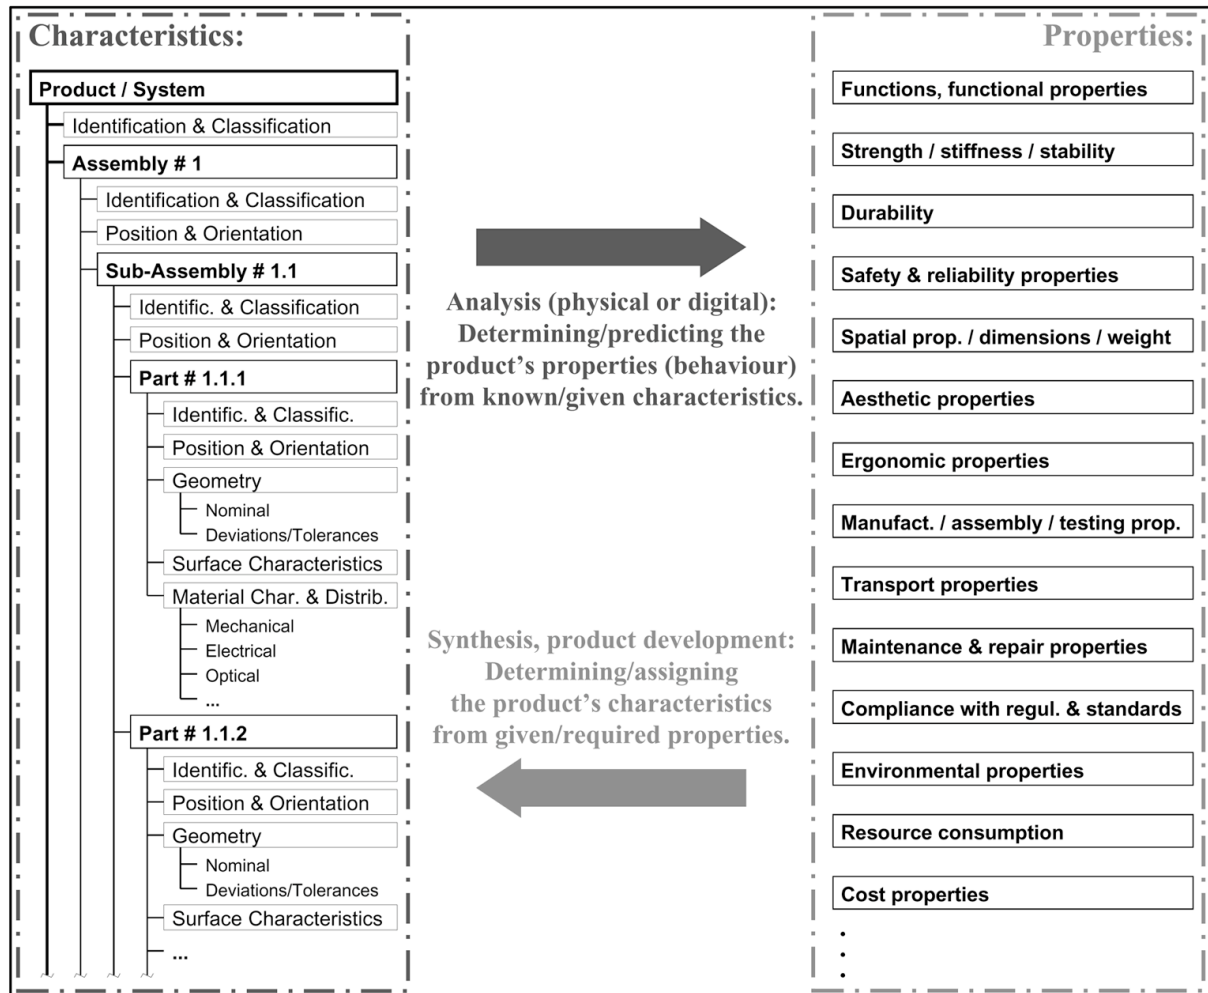 Characteristics:
Product / System
Identification & Classification
Assembly # 1
Identification & Classification
Position & Orientation
Sub-Assembly # 1.1
Identific. & Classification
Position & Orientation
Part # 1.1.1
Identific. & Classific.
Position & Orientation
Geometry
Nominal
Deviations/Tolerances
Surface Characteristics
Material Char. & Distrib.
Mechanical
Electrical
Optical
...
Part # 1.1.2
Identific. & Classific.
Position & Orientation
Geometry
Nominal
Deviations/Tolerances
Surface Characteristics
...
Analysis (physical or digital):
Determining/predicting the
product’s properties (behaviour)
from known/given characteristics.
Synthesis, product development:
Determining/assigning
the product’s characteristics
from given/required properties.
Properties:
Functions, functional properties
Strength / stiffness / stability
Durability
Safety & reliability properties
Spatial prop. / dimensions / weight
Aesthetic properties
Ergonomic properties
Manufact. / assembly / testing prop.
Transport properties
Maintenance & repair properties
Compliance with regul. & standards
Environmental properties
Resource consumption
Cost properties